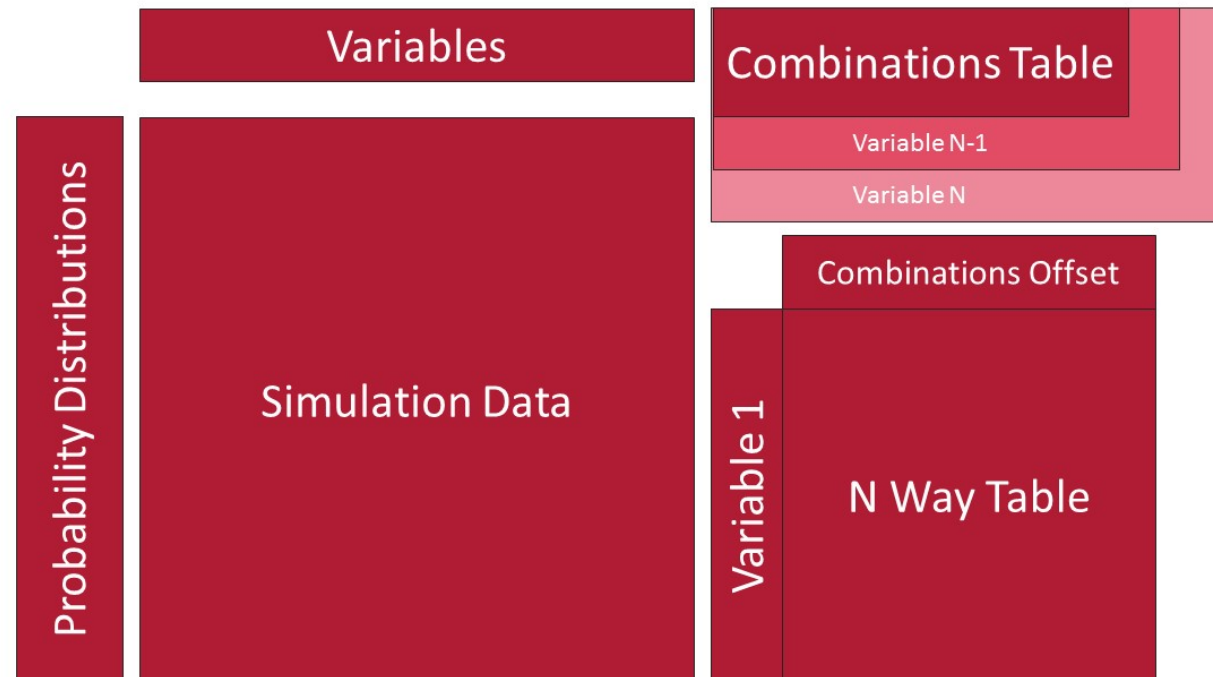 Variables
Combinations Table
Variable N-1
Variable N
Probability Distributions
Simulation Data
Combinations Offset
Variable 1
N Way Table